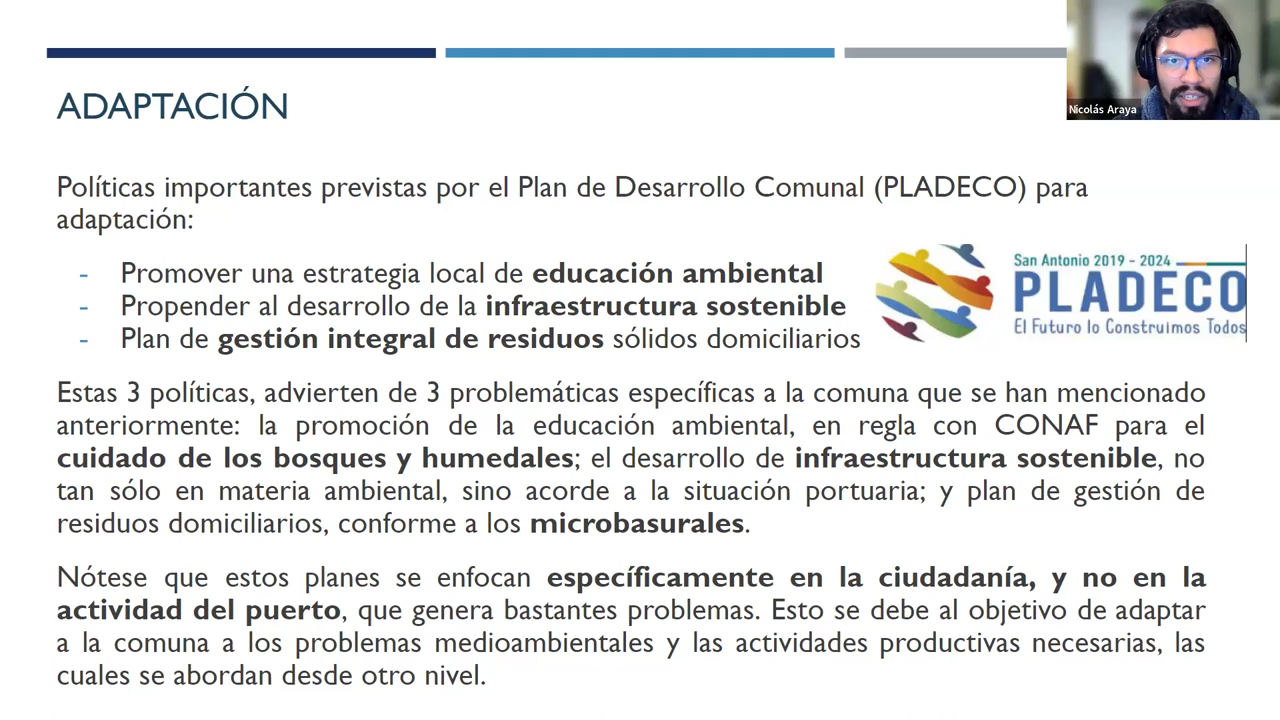 Nicolás Araya
ADAPTACIÓN
Políticas importantes previstas por el Plan de Desarrollo Comunal (PLADECO) para
adaptación:
- Promover una estrategia local de educación ambiental
- Propender al desarrollo de la infraestructura sostenible
- Plan de gestión integral de residuos sólidos domiciliarios
San Antonio 2019 - 2024
PLADECO
El Futuro lo Construimos Todos
Estas 3 políticas, advierten de 3 problemáticas específicas a la comuna que se han mencionado
anteriormente: la promoción de la educación ambiental, en regla con CONAF para el
cuidado de los bosques y humedales; el desarrollo de infraestructura sostenible, no
tan sólo en materia ambiental, sino acorde a la situación portuaria; y plan de gestión de
residuos domiciliarios, conforme a los microbasurales.
Nótese que estos planes se enfocan específicamente en la ciudadanía, y no en la
actividad del puerto, que genera bastantes problemas. Esto se debe al objetivo de adaptar
a la comuna a los problemas medioambientales y las actividades productivas necesarias, las
cuales se abordan desde otro nivel.